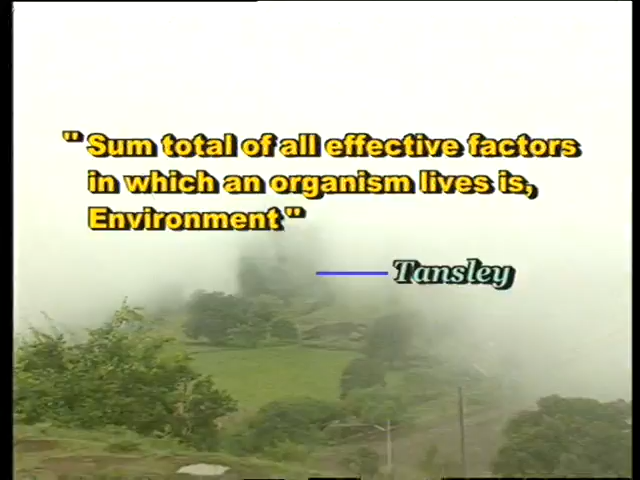 " Sum total of all effective factors
in which an organism lives is,
Environment "
Tansley